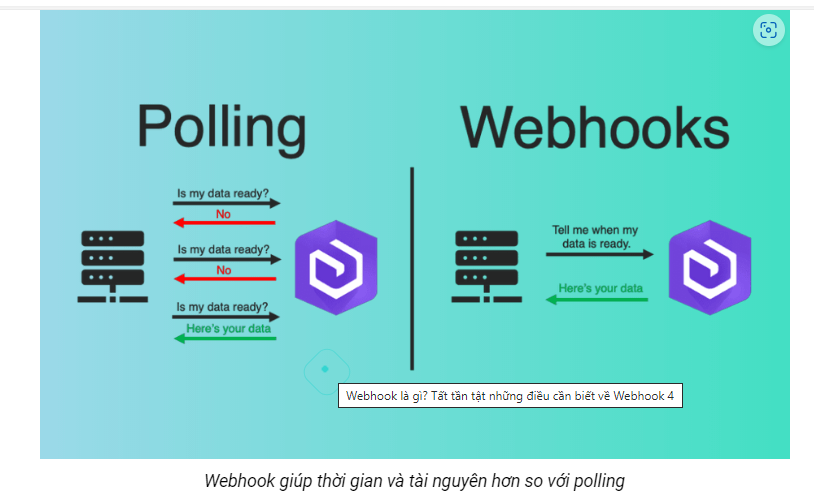 Polling
Webhooks
Is my data ready?
No
Is my data ready?
No
Is my data ready?
Here's your data
Tell me when my
data is ready.
Here's your data
Webhook là gì? Tất tần tật những điều cần biết về Webhook 4
Webhook giúp thời gian và tài nguyên hơn so với polling